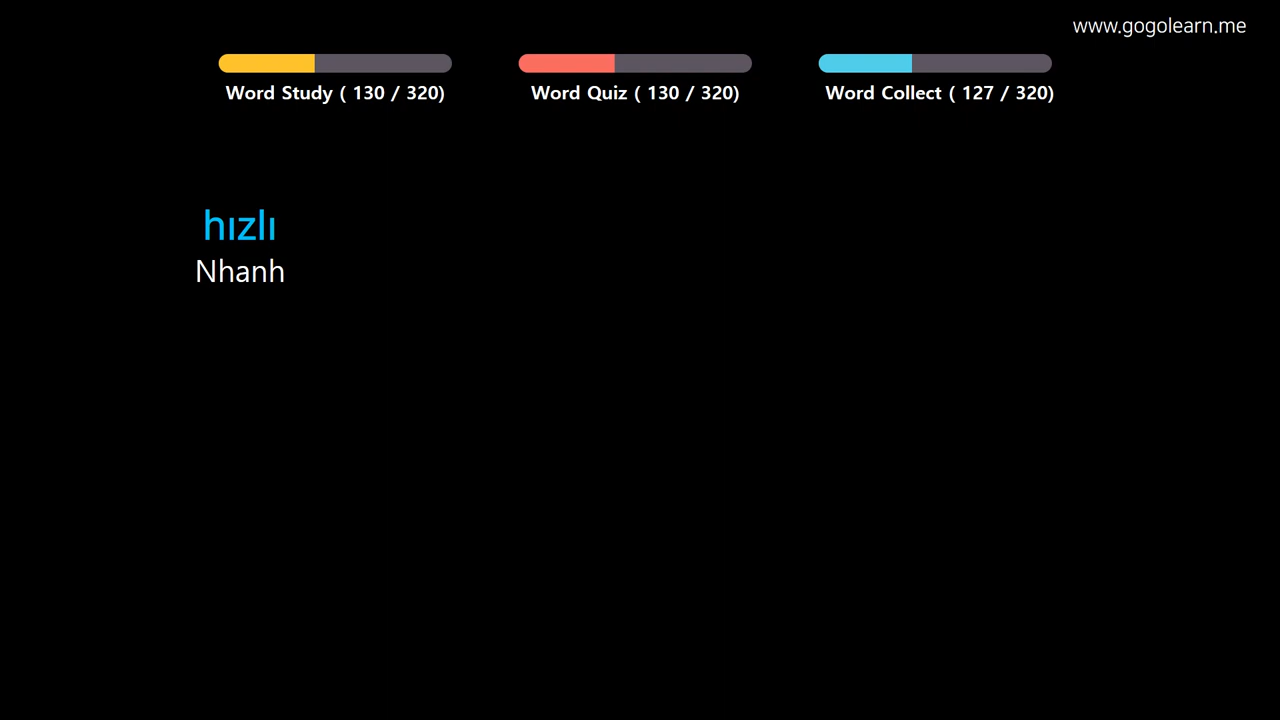 www.gogolearn.me
Word Study ( 130 / 320)
Word Quiz ( 130 / 320)
Word Collect ( 127 / 320)
hızlı
Nhanh